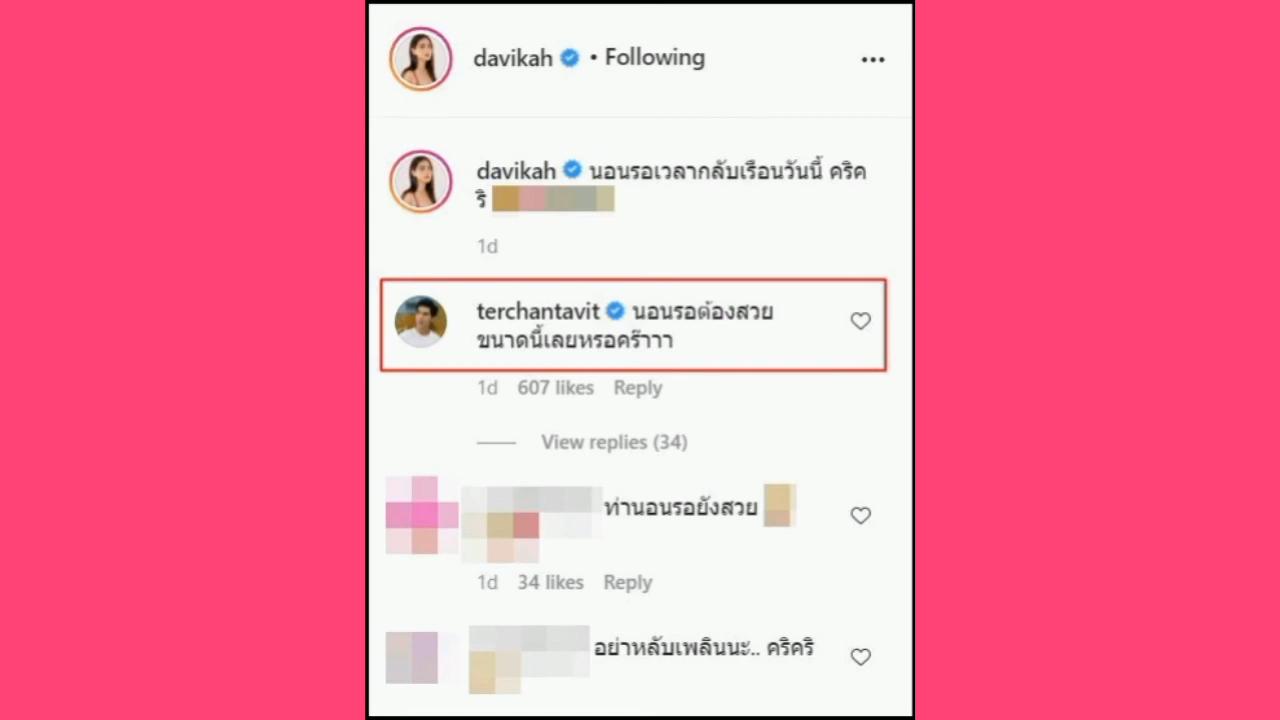 davikah • Following
davikah นอนรอเวลากลับเรือนวันนี้ คริค
ริ
1d
terchantavit นอนรอต้องสวย
ขนาดนี้เลยหรอคร๊าาา
1d 607 likes Reply
View replies (34)
ท่านอนรอยังสวย
1d 34 likes Reply
อย่าหลับเพลินนะ.. คริคริ